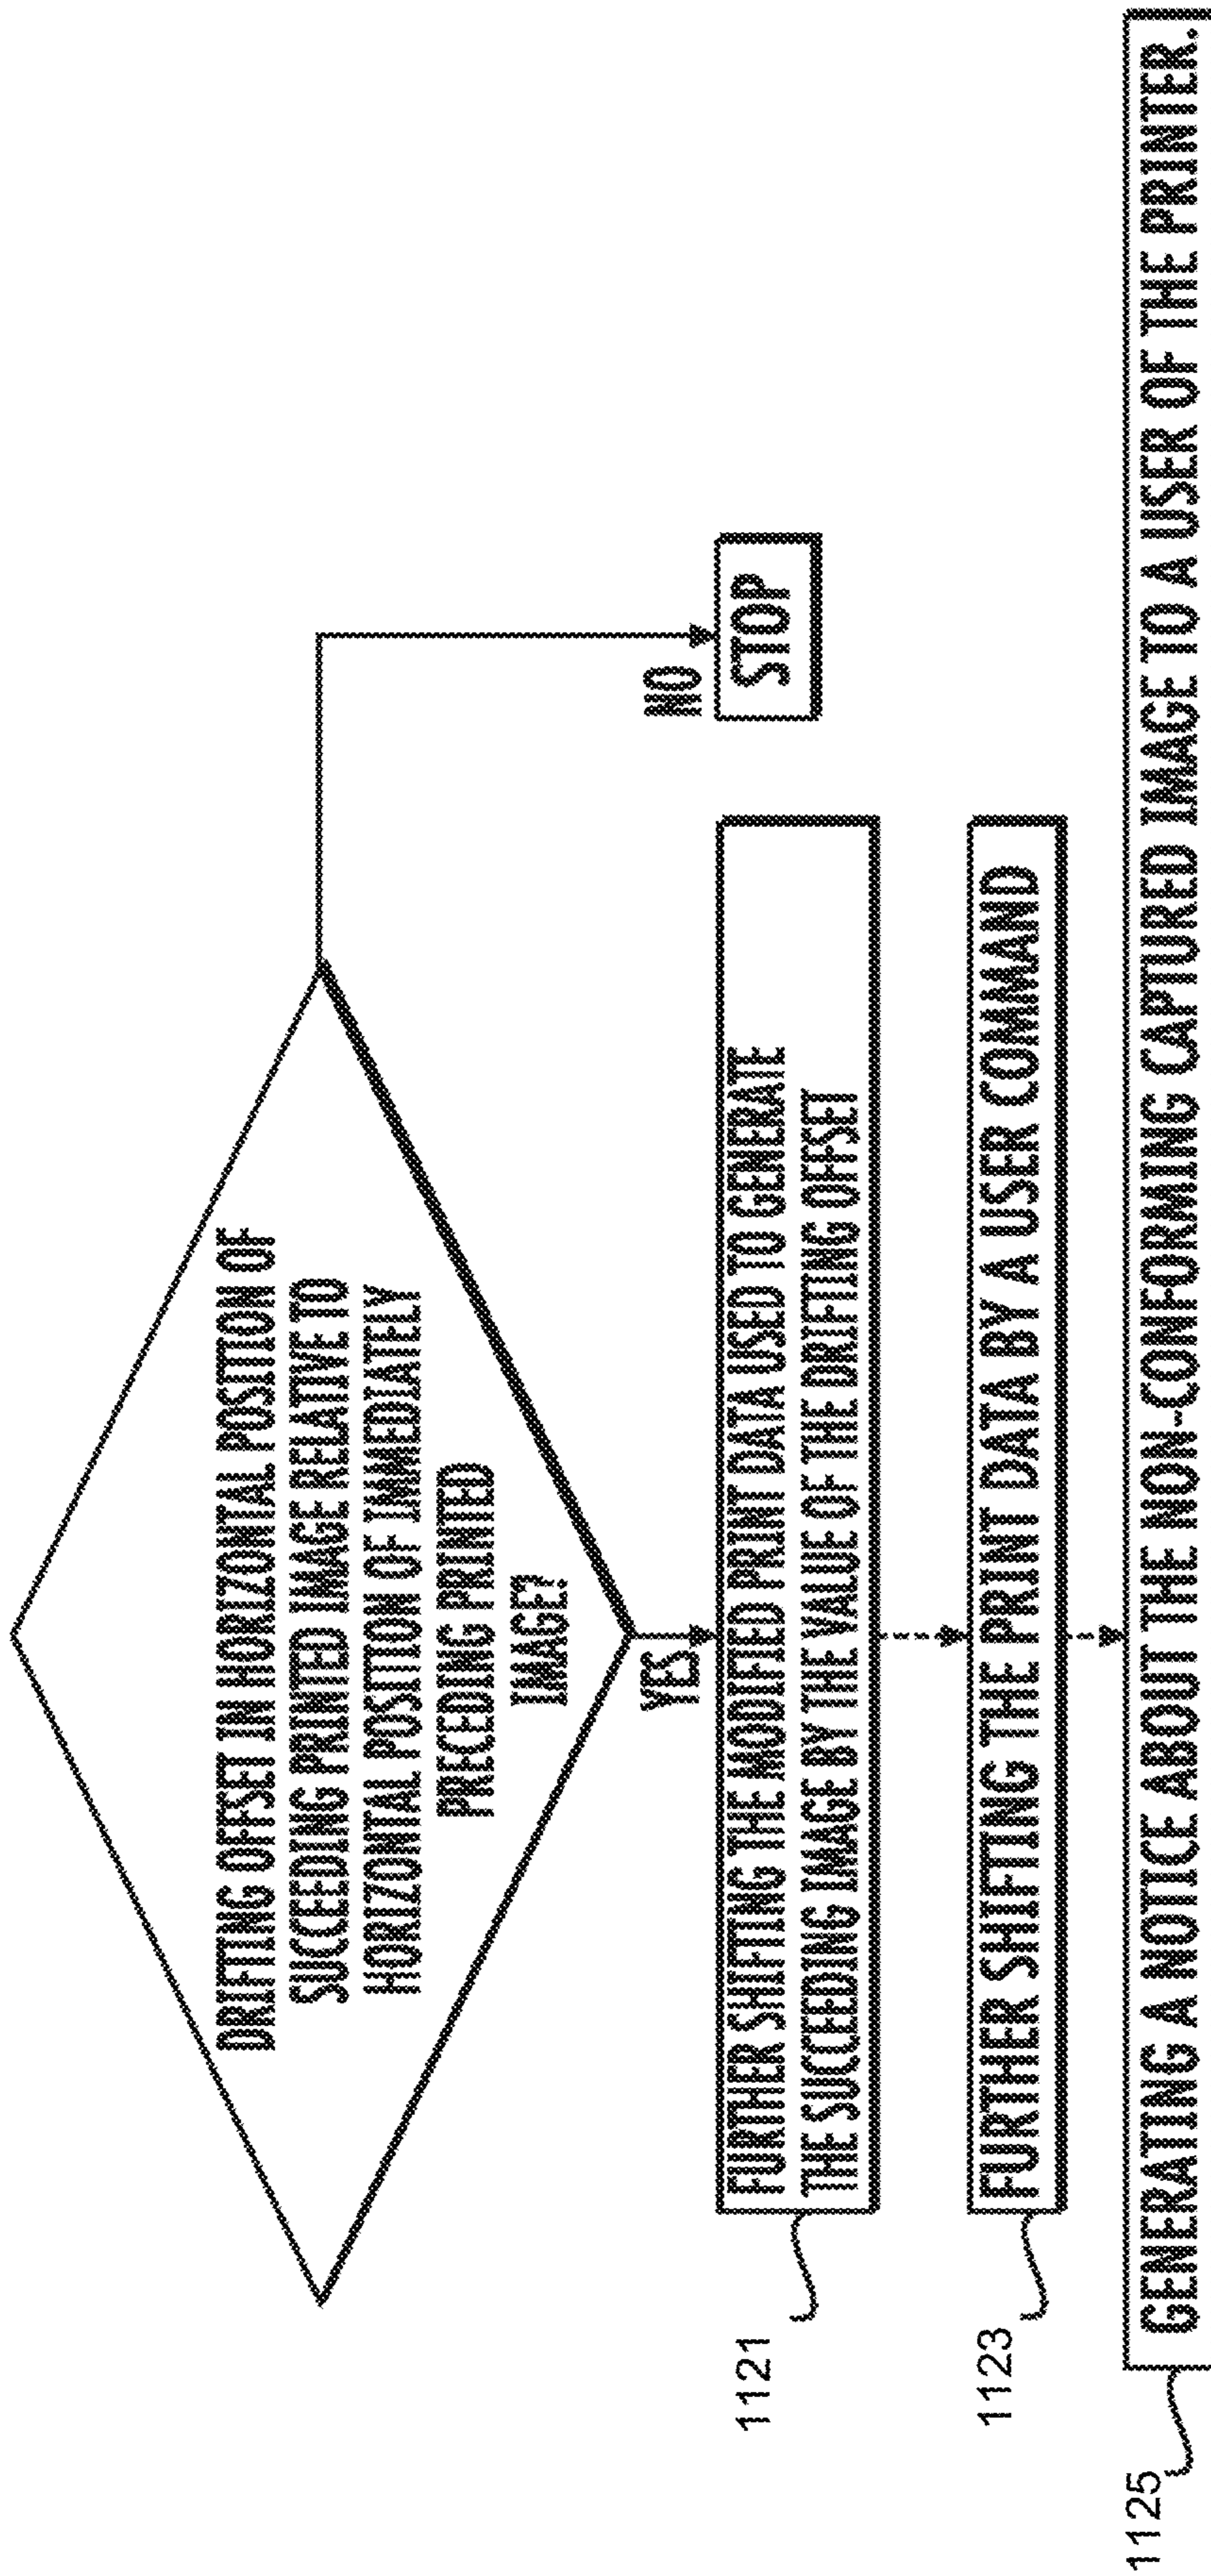 DRIFTING OFFSET IN HORIZONTAL POSITION OF
SUCCEEDING PRINTED IMAGE RELATIVE TO
HORIZONTAL POSITION OF IMMEDIATELY
PRECEDING PRINTED
IMAGE?
NO
STOP
YES
1121
FURTHER SHIFTING THE MODIFIED PRINT DATA USED TO GENERATE
THE SUCCEEDING IMAGE BY THE VALUE OF THE DRIFTING OFFSET
1123
FURTHER SHIFTING THE PRINT DATA BY A USER COMMAND
1125
GENERATING A NOTICE ABOUT THE NON-CONFORMING CAPTURED IMAGE TO A USER OF THE PRINTER.